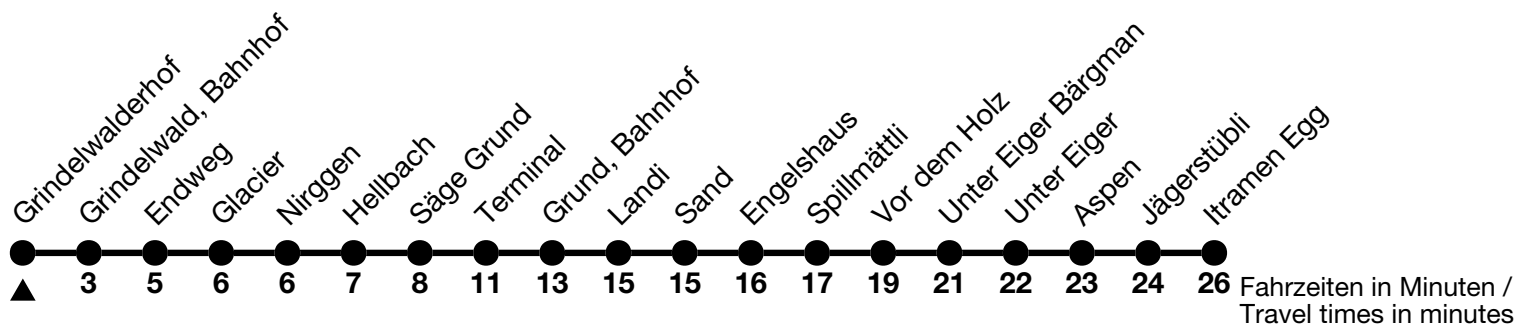 Grindelwalderhof
Grindelwald, Bahnhof
Endweg
Glacier
Nirggen
Hellbach
Säge Grund
Terminal
Grund, Bahnhof
Landi
Sand
Engelshaus
Spillmättli
Vor dem Holz
Unter Eiger Bärgman
Unter Eiger
Aspen
Jägerstübli
Itramen Egg
3 5 6 6 7 8 11 13 15 15 16 17 19 21 22 23 24 26 Fahrzeiten in Minuten /
Travel times in minutes